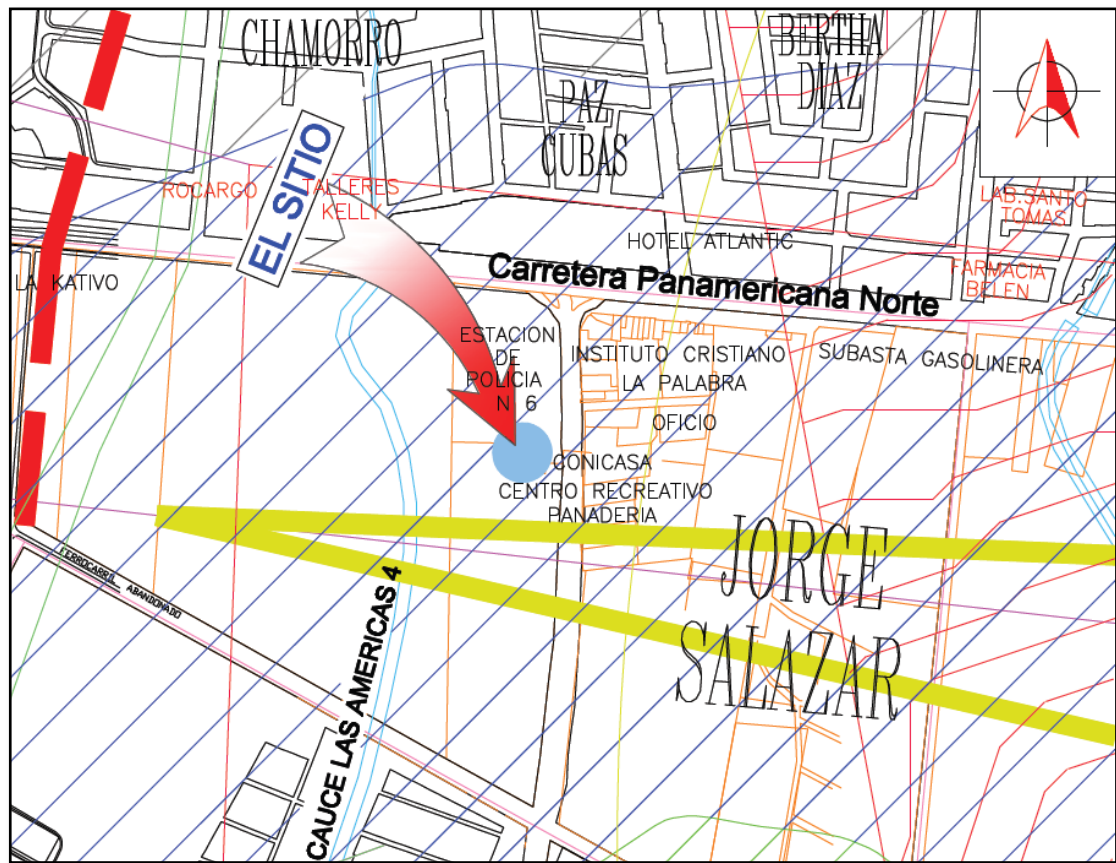 CHAMORRO
BERTHA
DIAZ
PAZ
CUBAS
EL SITIO
ROCARGO
TALLERES
KELLY
LAB.SANTO
TOMAS
HOTEL ATLANTIC
FARMACIA
BELEN
LA KATIVO
Carretera Panamericana Norte
ESTACION
DE
POLICIA
N 6
INSTITUTO CRISTIANO
LA PALABRA
SUBASTA GASOLINERA
OFICIO
CONICASA
CENTRO RECREATIVO
PANADERIA
JORGE
SALAZAR
FERROCARRIL ABANDONADO
CAUCE LAS AMERICAS 4